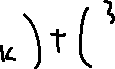 k ) + ( 3